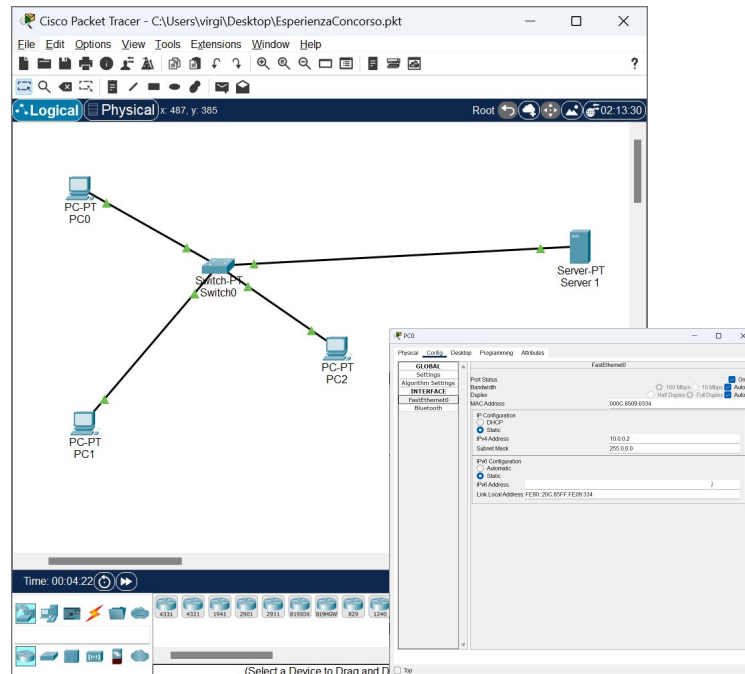 Cisco Packet Tracer - C:\Users\virgi\Desktop\EsperienzaConcorso.pkt
File Edit Options View Tools Extensions Window Help
?
Logical Physical x: 487, y: 385 Root 02:13:30
PC-PT
PC0
Switch-PT
Switch0
Server-PT
Server 1
PC-PT
PC2
PC-PT
PC1
Time: 00:04:22
4331 4321 1941 2901 2911 819IOX 819HGW 829 1240
(Select a Device to Drag and D
PC0
Physical Config Desktop Programming Attributes
GLOBAL
Settings
Algorithm Settings
INTERFACE
FastEthernet0
Bluetooth
FastEthernet0
Port Status On
Bandwidth 100 Mbps 10 Mbps Auto
Duplex Half Duplex Full Duplex Auto
MAC Address 000C.8509.0334
IP Configuration
DHCP
Static
IPv4 Address 10.0.0.2
Subnet Mask 255.0.0.0
IPv6 Configuration
Automatic
Static
IPv6 Address /
Link Local Address: FE80::20C:85FF:FE09:334
Top